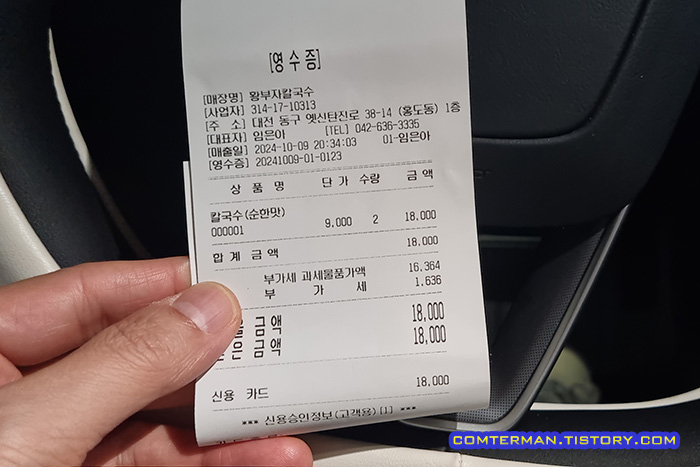 [영 수 증]
[매장명] 왕부자칼국수
[사업자] 314-17-10313
[주 소] 대전 동구 옛신탄진로 38-14 (홍도동) 1층
[대표자] 임은아 [TEL] 042-636-3335
[매출일] 2024-10-09 20:34:03 01-임은아
[영수증] 20241009-01-0123
상 품 명 단 가 수량 금 액
칼국수(순한맛)
000001 9,000 2 18,000
합계 금액 18,000
부가세 과세물품가액 16,364
부 가 세 1,636
금액 18,000
은 금액 18,000
신용 카드 18,000
*** 신용승인정보(고객용) [1] ***
COMTERMAN.TISTORY.COM